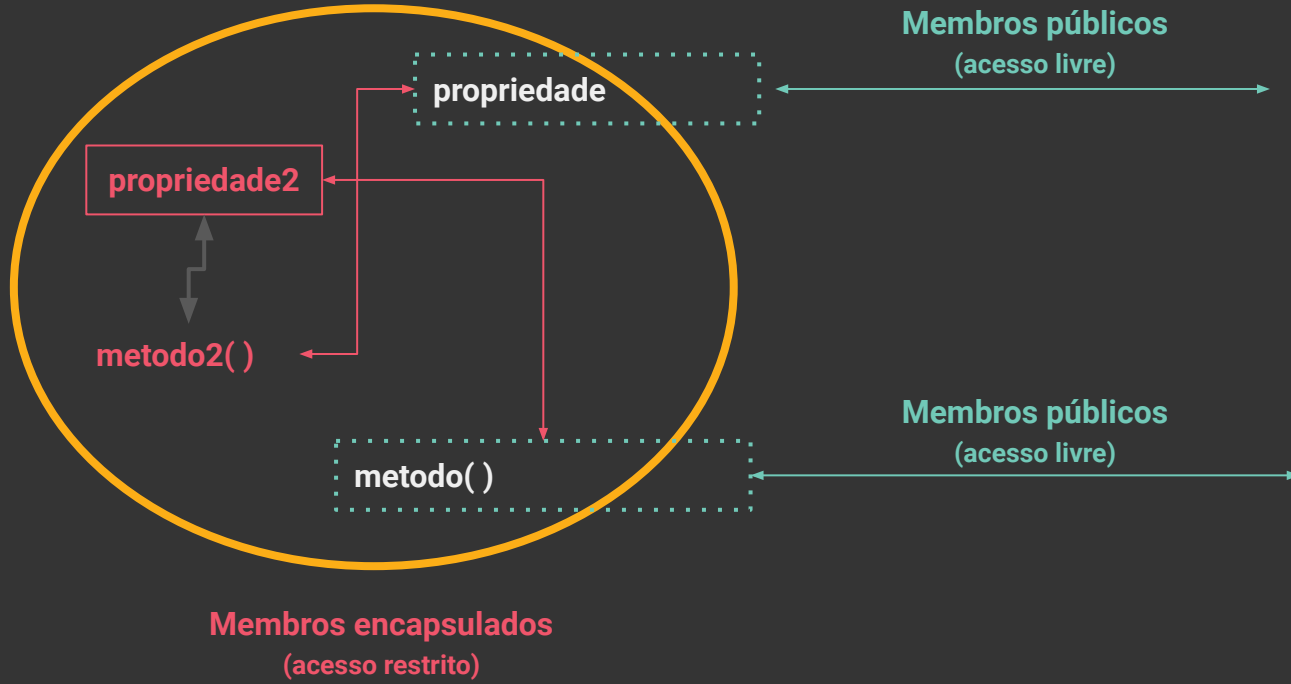 Membros públicos
(acesso livre)
propriedade
propriedade2
metodo2( )
Membros públicos
(acesso livre)
metodo( )
Membros encapsulados
(acesso restrito)